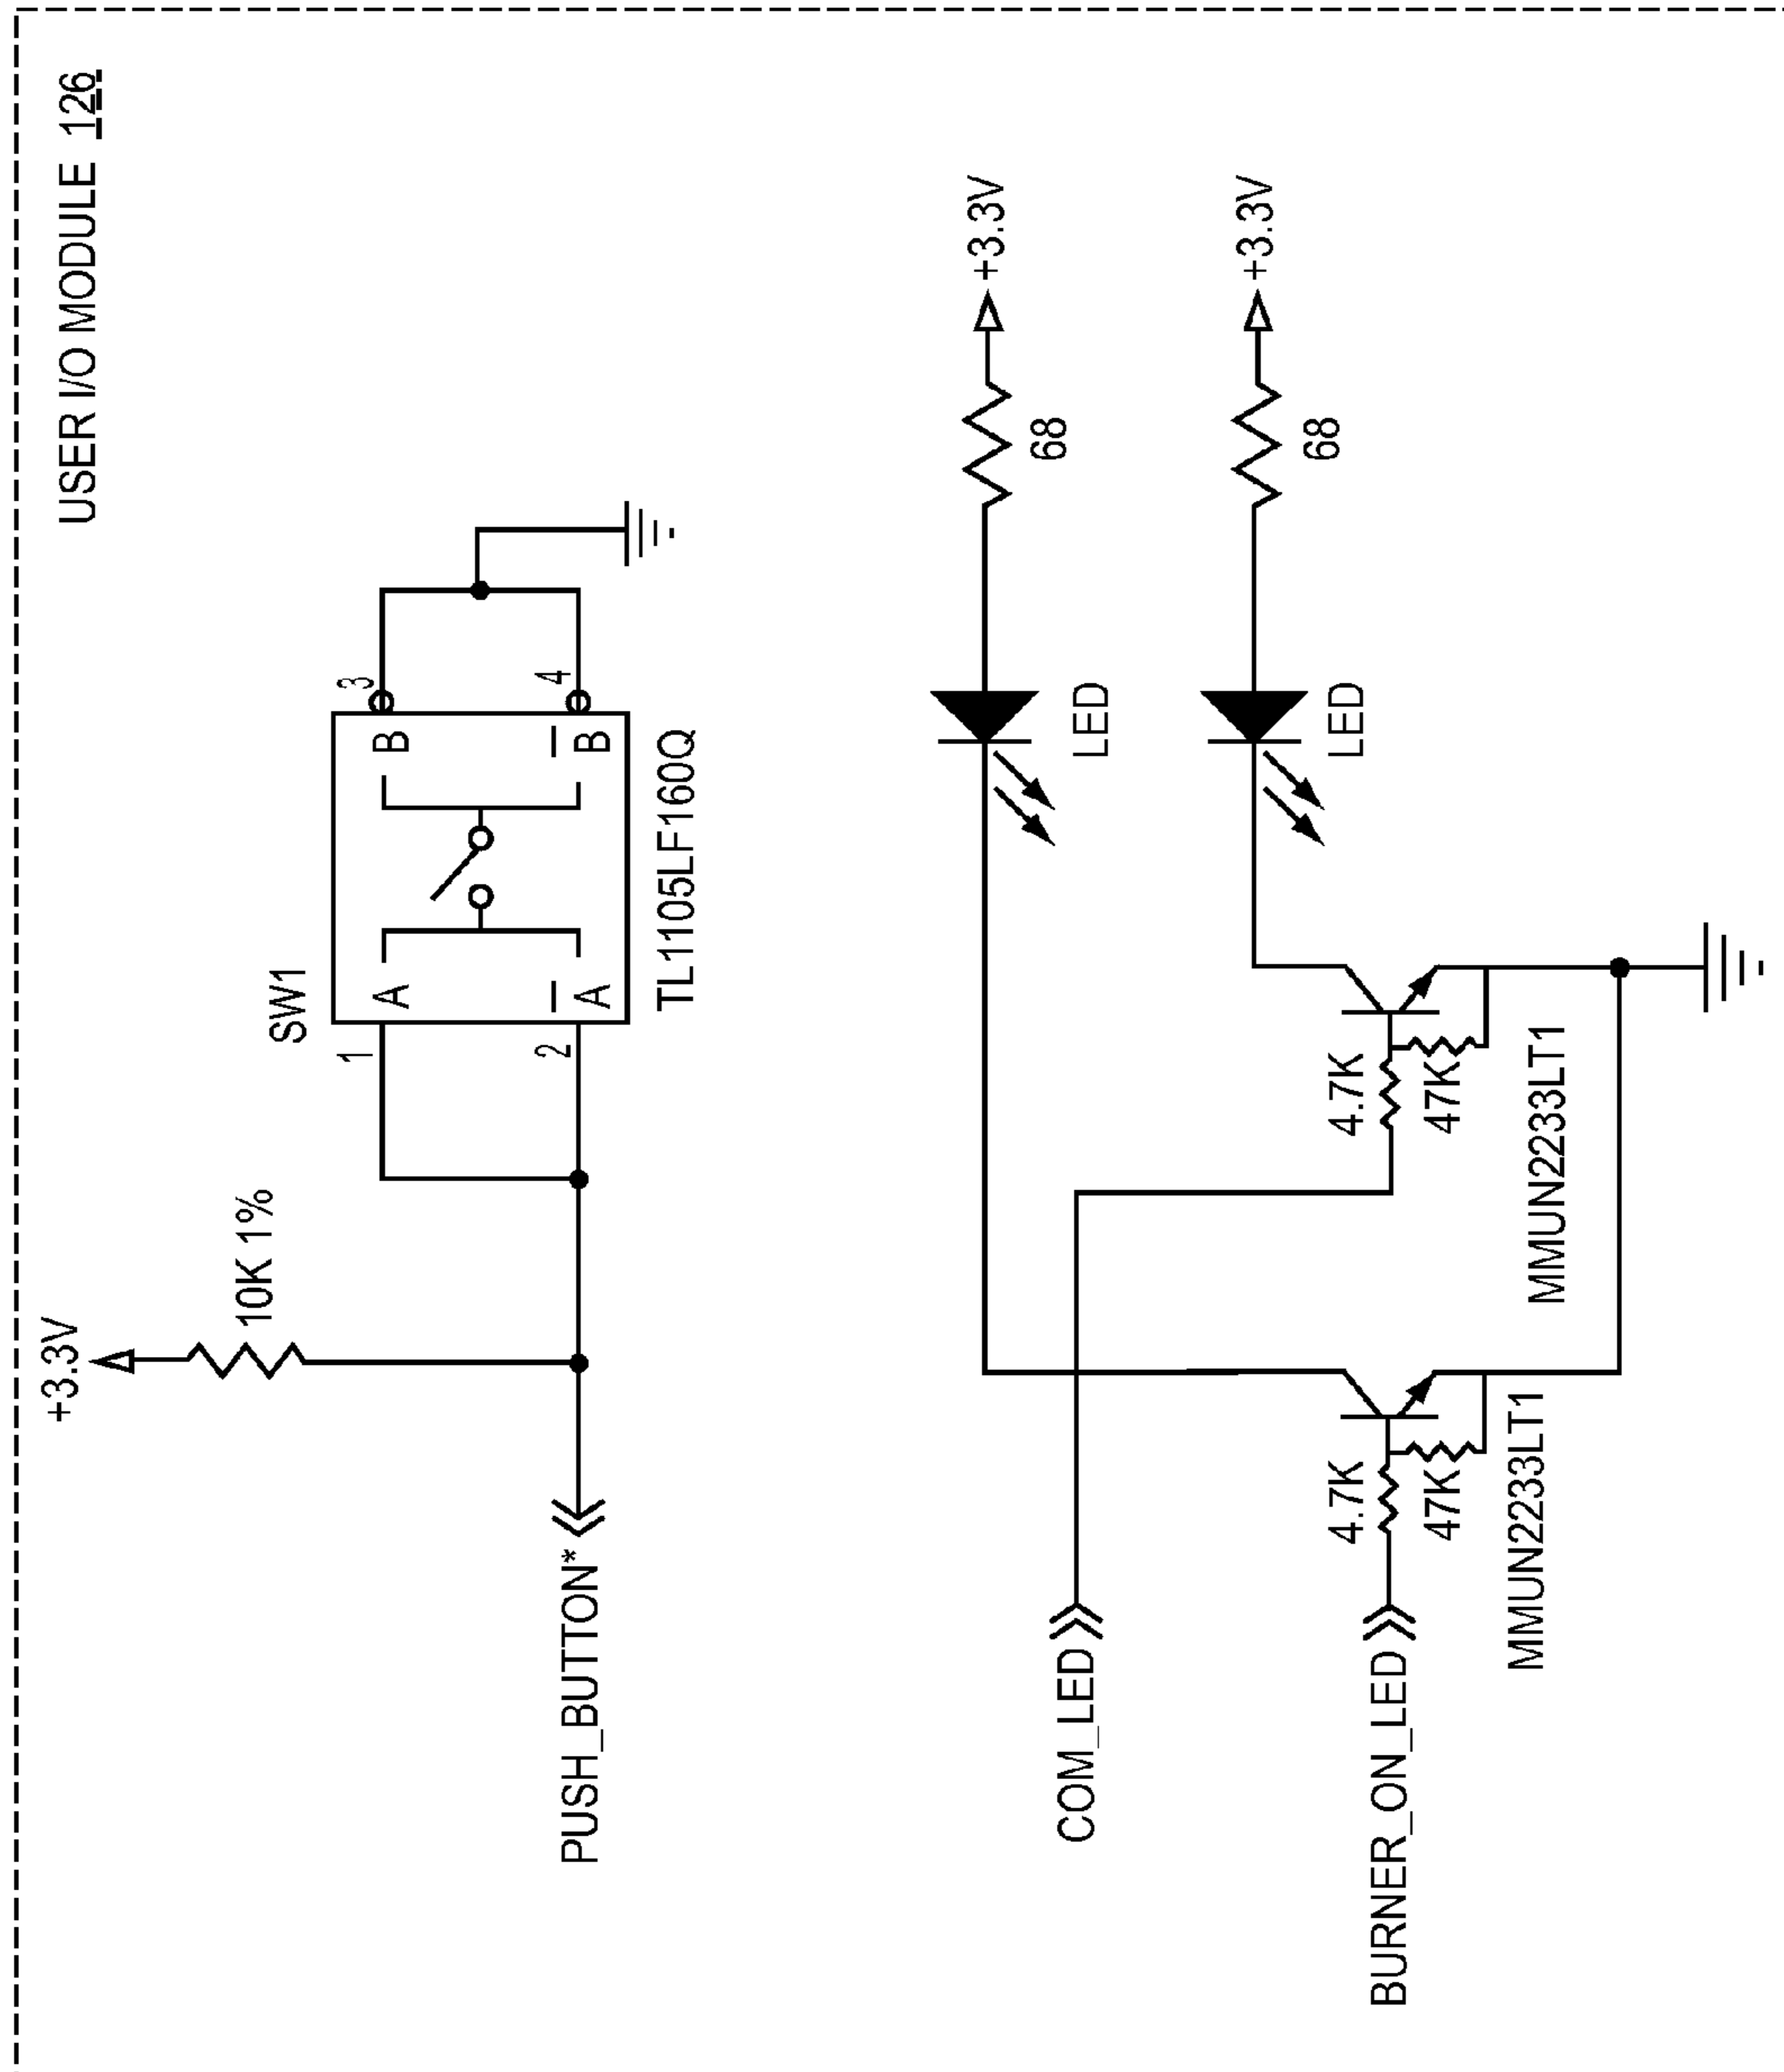 USER I/O MODULE 126
+3.3V
10K 1%
SW1
1
3
A
B
A
B
2
4
TL1105LF160Q
PUSH_BUTTON*
+3.3V
68
LED
COM_LED
+3.3V
68
LED
4.7K
47K
MMUN2233LT1
BURNER_ON_LED
4.7K
47K
MMUN2233LT1